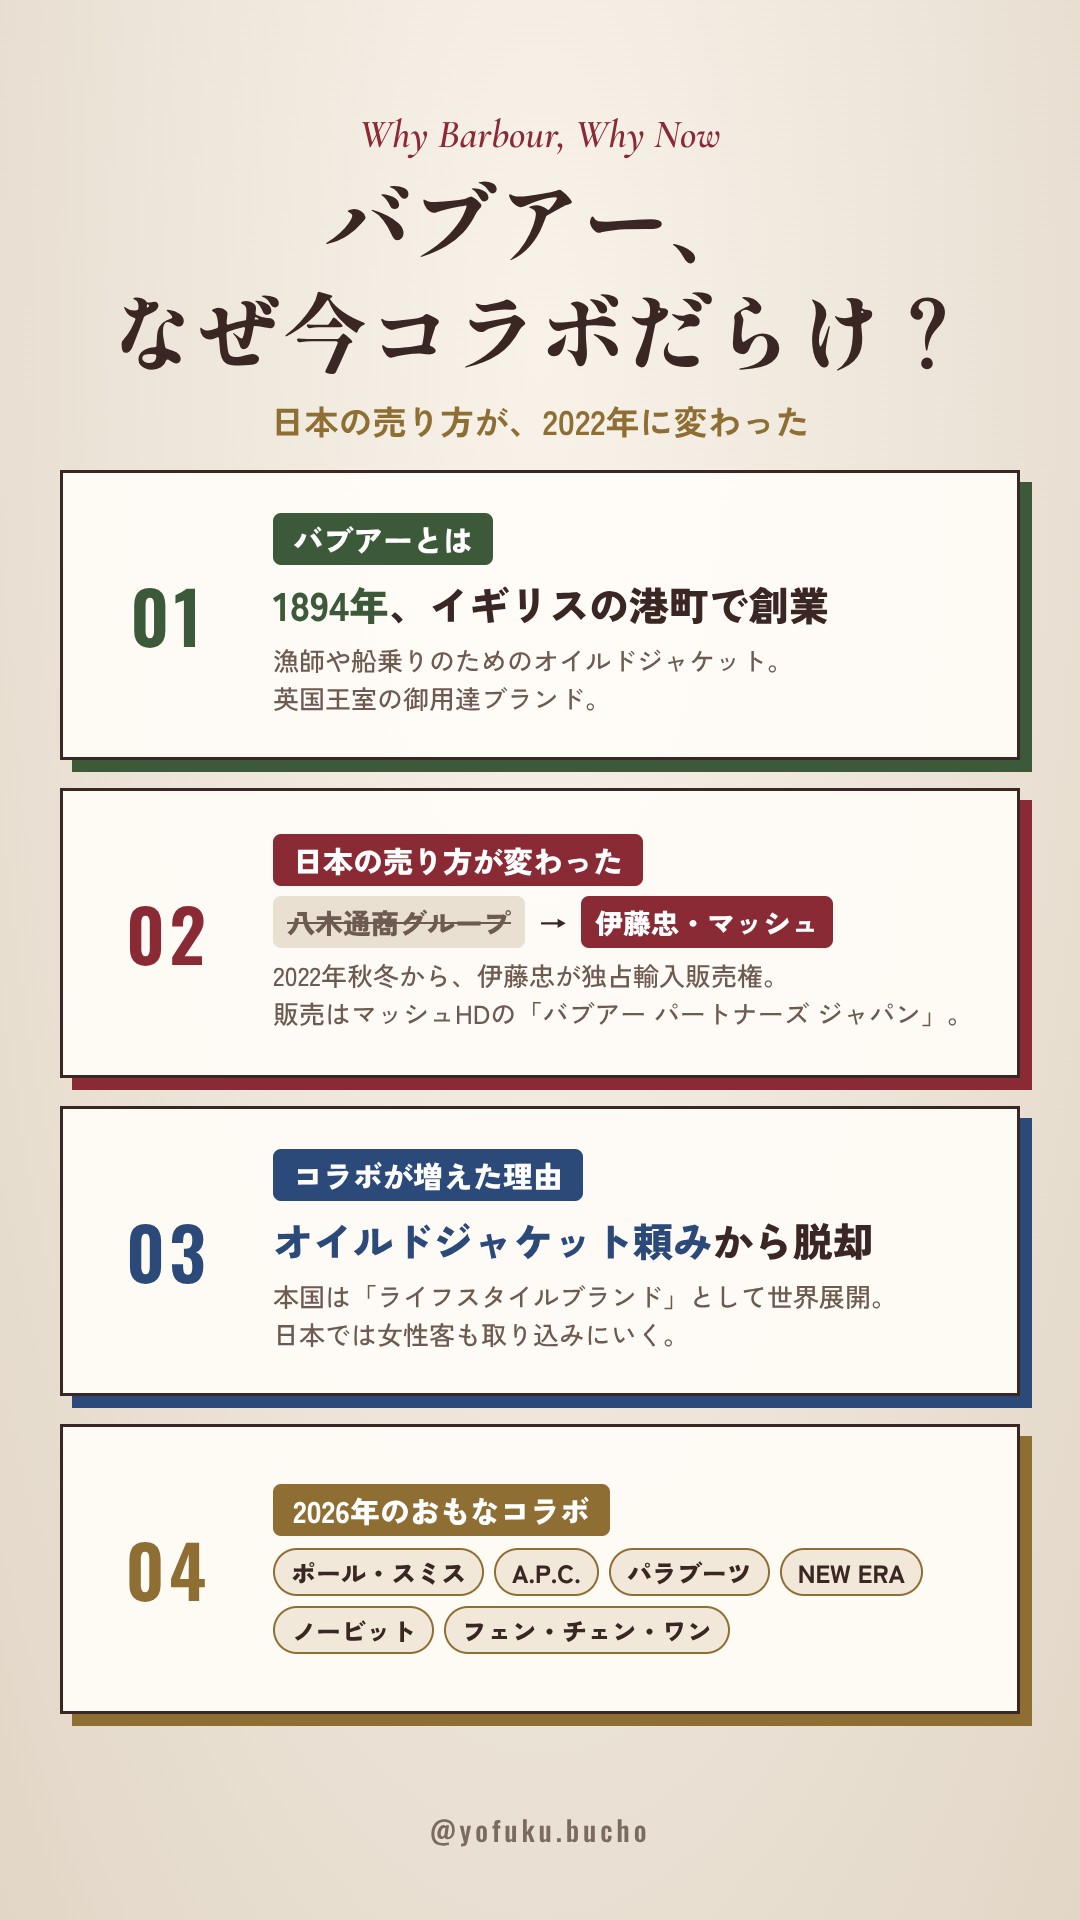 Why Barbour, Why Now
バブアー、
なぜ今コラボだらけ？
日本の売り方が、2022年に変わった
01
バブアーとは
1894年、イギリスの港町で創業
漁師や船乗りのためのオイルドジャケット。
英国王室の御用達ブランド。
02
日本の売り方が変わった
八木通商グループ → 伊藤忠・マッシュ
2022年秋冬から、伊藤忠が独占輸入販売権。
販売はマッシュHDの「バブアー パートナーズ ジャパン」。
03
コラボが増えた理由
オイルドジャケット頼みから脱却
本国は「ライフスタイルブランド」として世界展開。
日本では女性客も取り込みにいく。
04
2026年のおもなコラボ
ポール・スミス A.P.C. パラブーツ NEW ERA
ノービット フェン・チェン・ワン
@yofuku.bucho